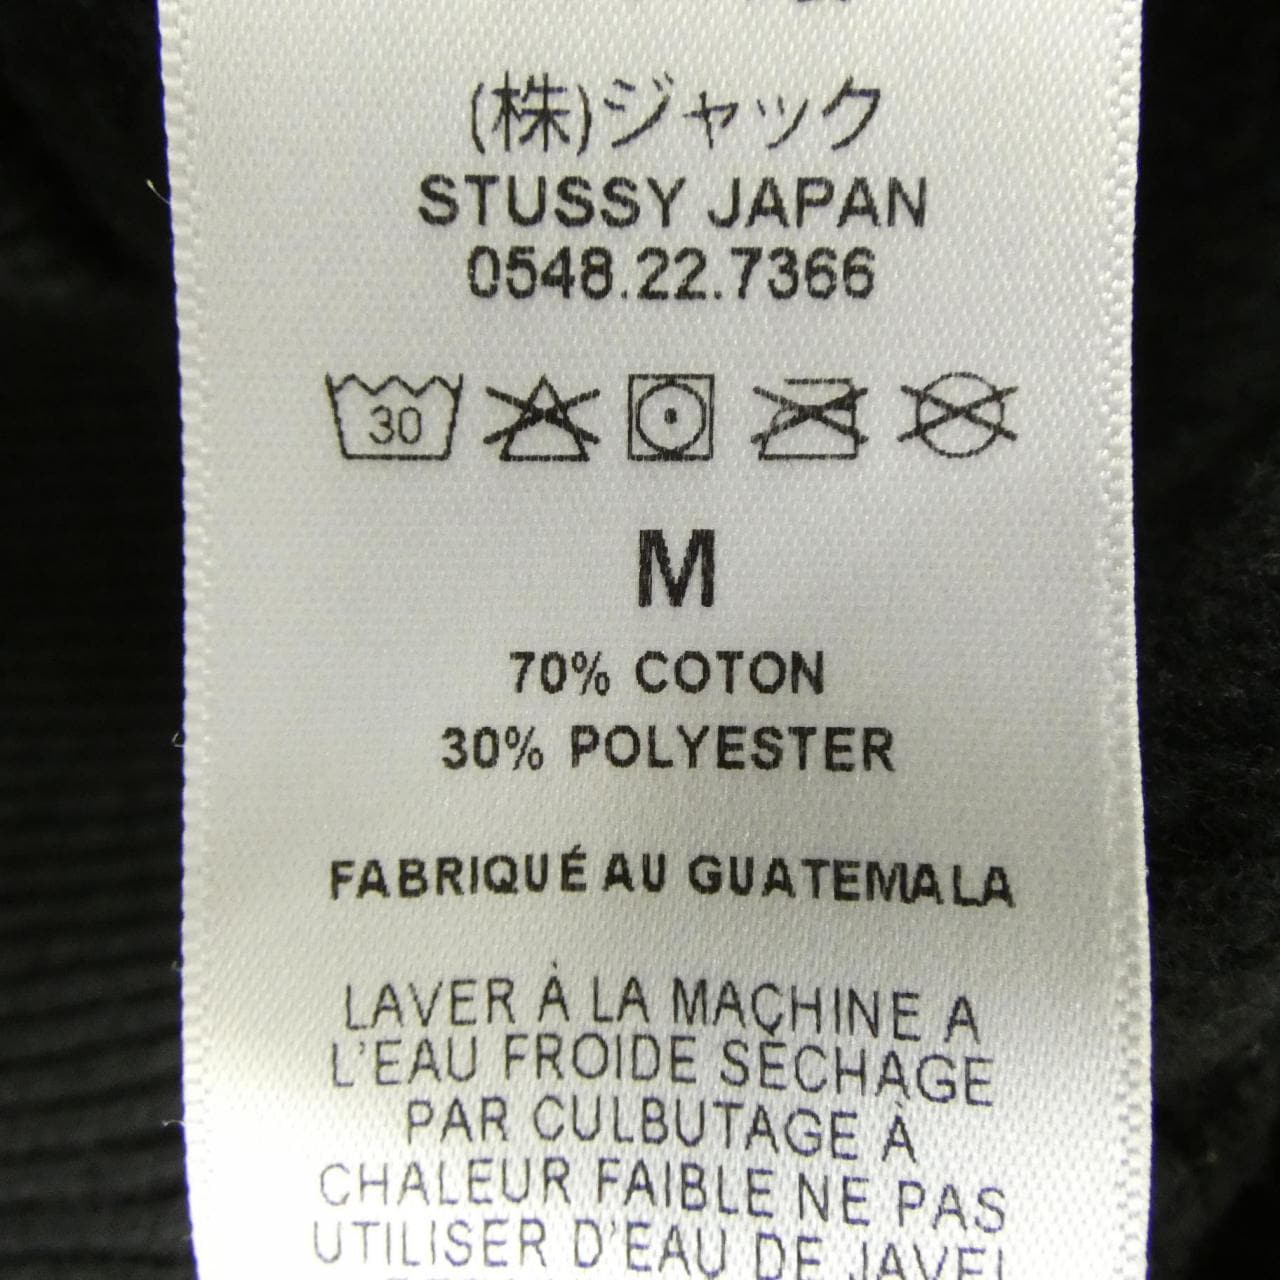 (株)ジャック
STUSSY JAPAN
0548.22.7366
30
M
70% COTON
30% POLYESTER
FABRIQUÉ AU GUATEMALA
LAVER À LA MACHINE A
L'EAU FROIDE SECHAGE
PAR CULBUTAGE À
CHALEUR FAIBLE NE PAS
UTILISER D'EAU DE JAVEL